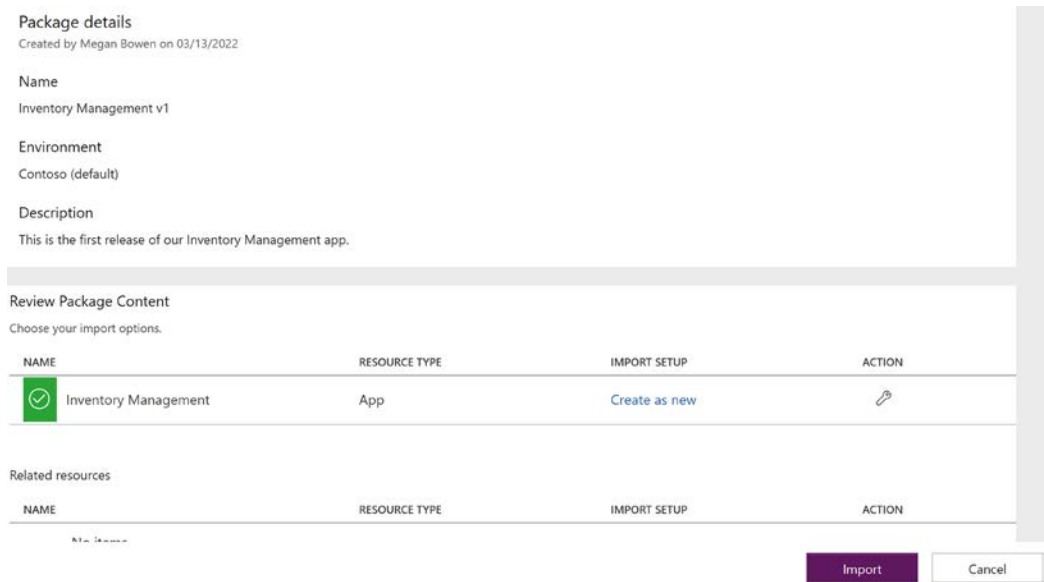 Package details
Created by Megan Bowen on 03/13/2022
Name
Inventory Management v1
Environment
Contoso (default)
Description
This is the first release of our Inventory Management app.
Review Package Content
Choose your import options.
NAME RESOURCE TYPE IMPORT SETUP ACTION
Inventory Management App Create as new
Related resources
NAME RESOURCE TYPE IMPORT SETUP ACTION
No items
Import Cancel